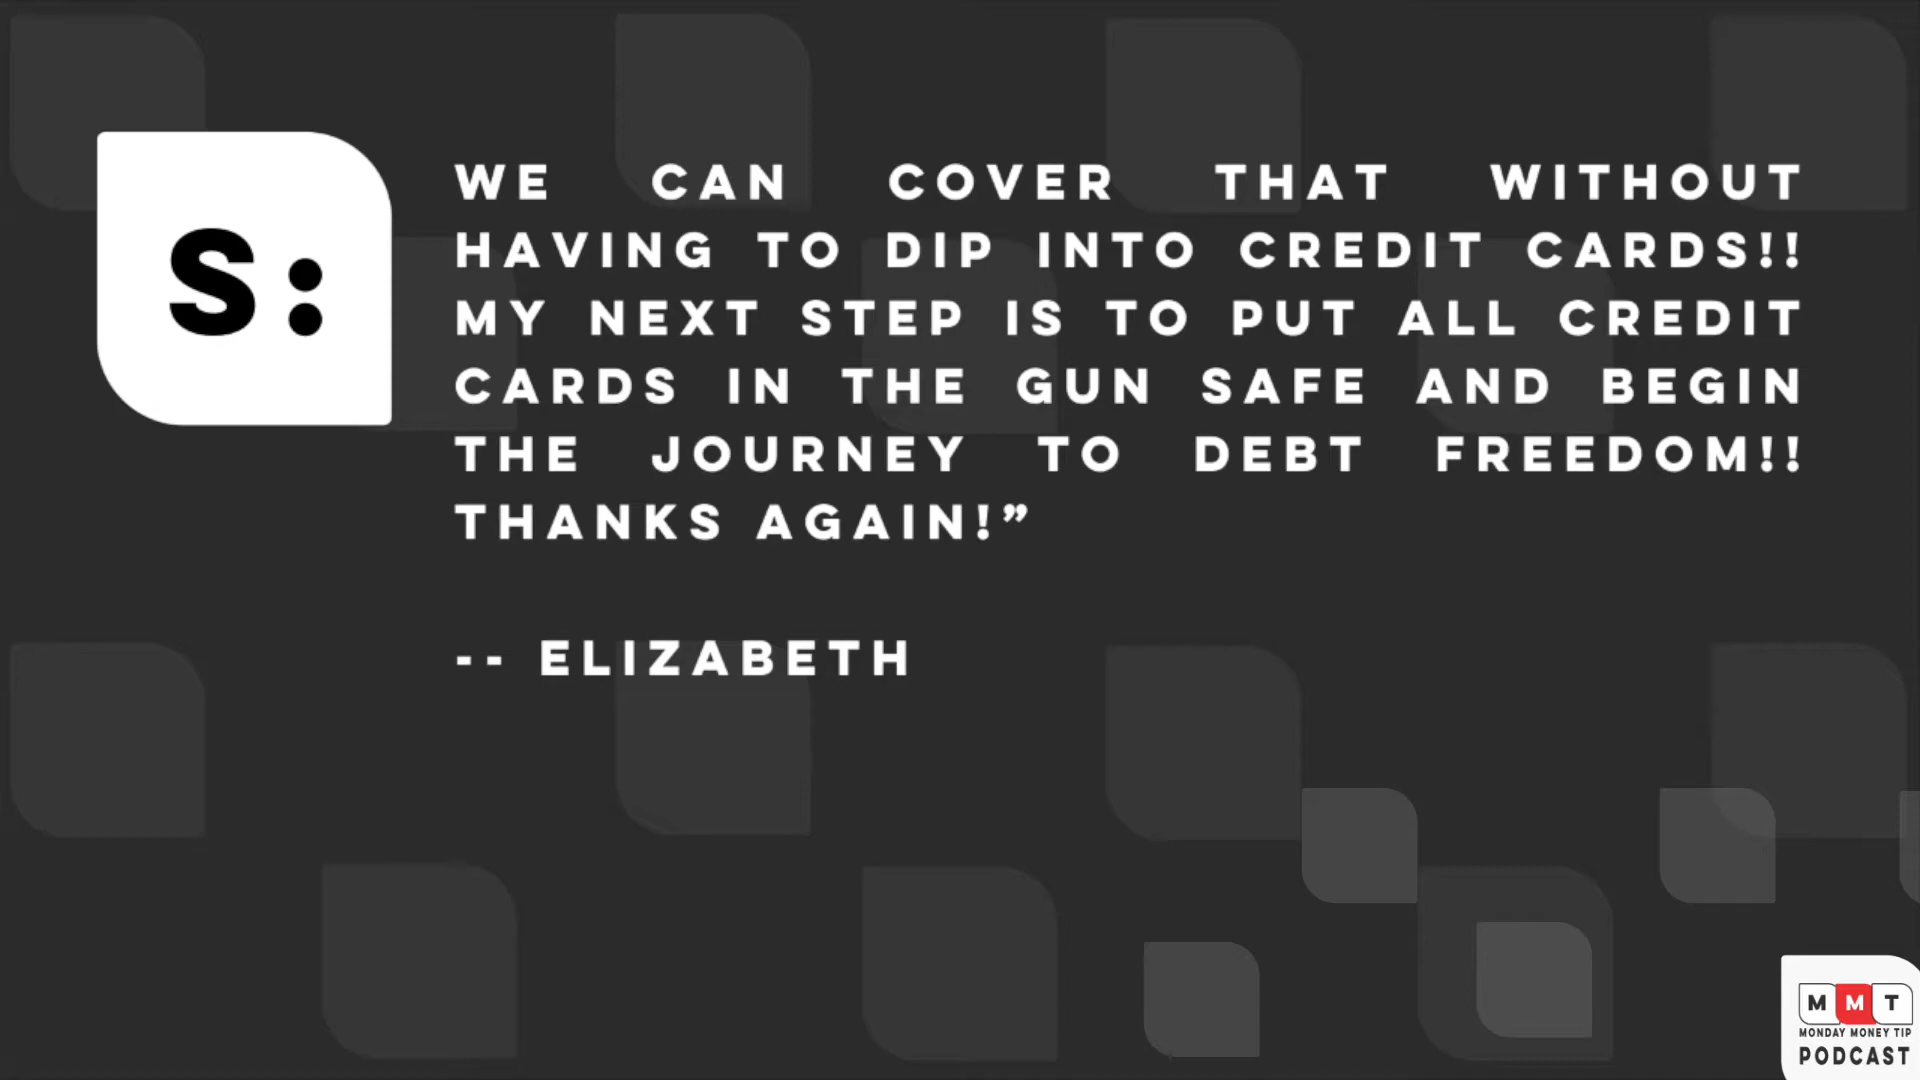 S:
WE CAN COVER THAT WITHOUT
HAVING TO DIP INTO CREDIT CARDS!!
MY NEXT STEP IS TO PUT ALL CREDIT
CARDS IN THE GUN SAFE AND BEGIN
THE JOURNEY TO DEBT FREEDOM!!
THANKS AGAIN!”
-- ELIZABETH
MMT
MONDAY MONEY TIP
PODCAST